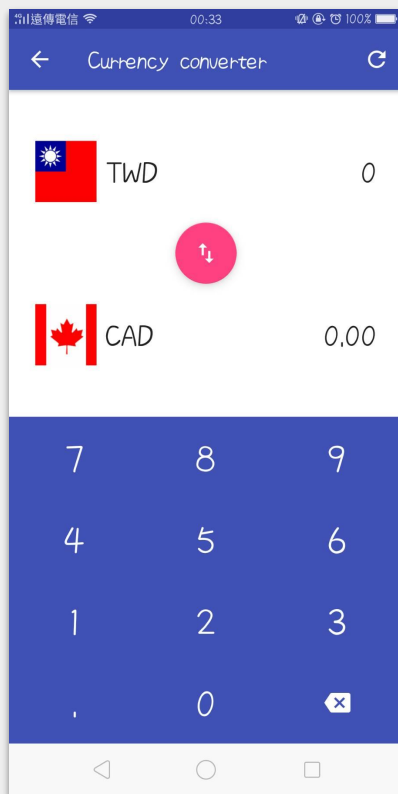 4G 遠傳電信 00:33 100%
Currency converter
TWD 0
CAD 0.00
7 8 9
4 5 6
1 2 3
. 0